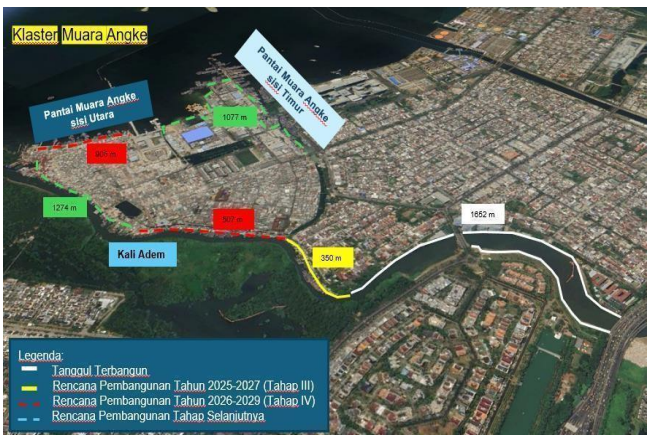 Klaster Muara Angke
Pantai Muara Angke
sisi Utara
Pantai Muara Angke
sisi Timur
1077 m
1274 m
1652 m
350 m
Kali Adem
Legenda:
Tanggul Terbangun
Rencana Pembangunan Tahun 2025-2027 (Tahap III)
Rencana Pembangunan Tahun 2026-2029 (Tahap IV)
Rencana Pembangunan Tahap Selanjutnya